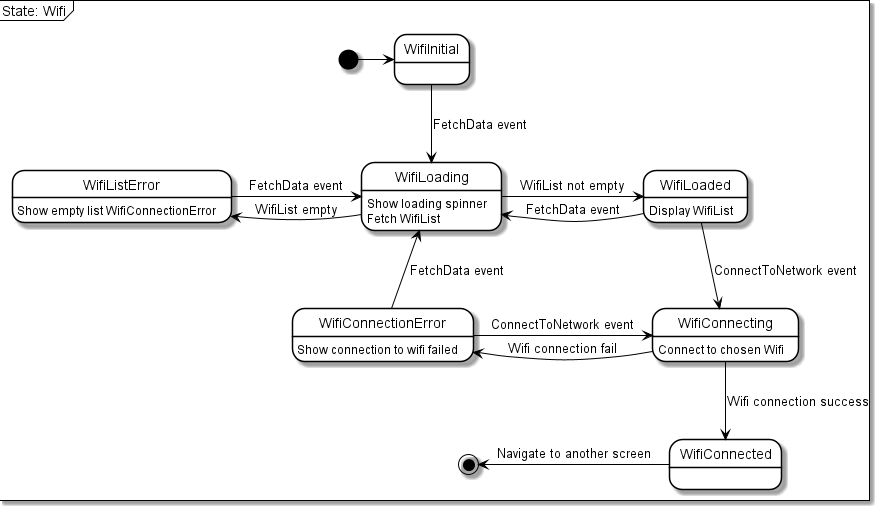 State: Wifi
WifiInitial
FetchData event
WifiListError
Show empty list WifiConnectionError
FetchData event
WifiList empty
WifiLoading
Show loading spinner
Fetch WifiList
WifiList not empty
FetchData event
WifiLoaded
Display WifiList
FetchData event
ConnectToNetwork event
WifiConnectionError
Show connection to wifi failed
ConnectToNetwork event
Wifi connection fail
WifiConnecting
Connect to chosen Wifi
Wifi connection success
Navigate to another screen
WifiConnected